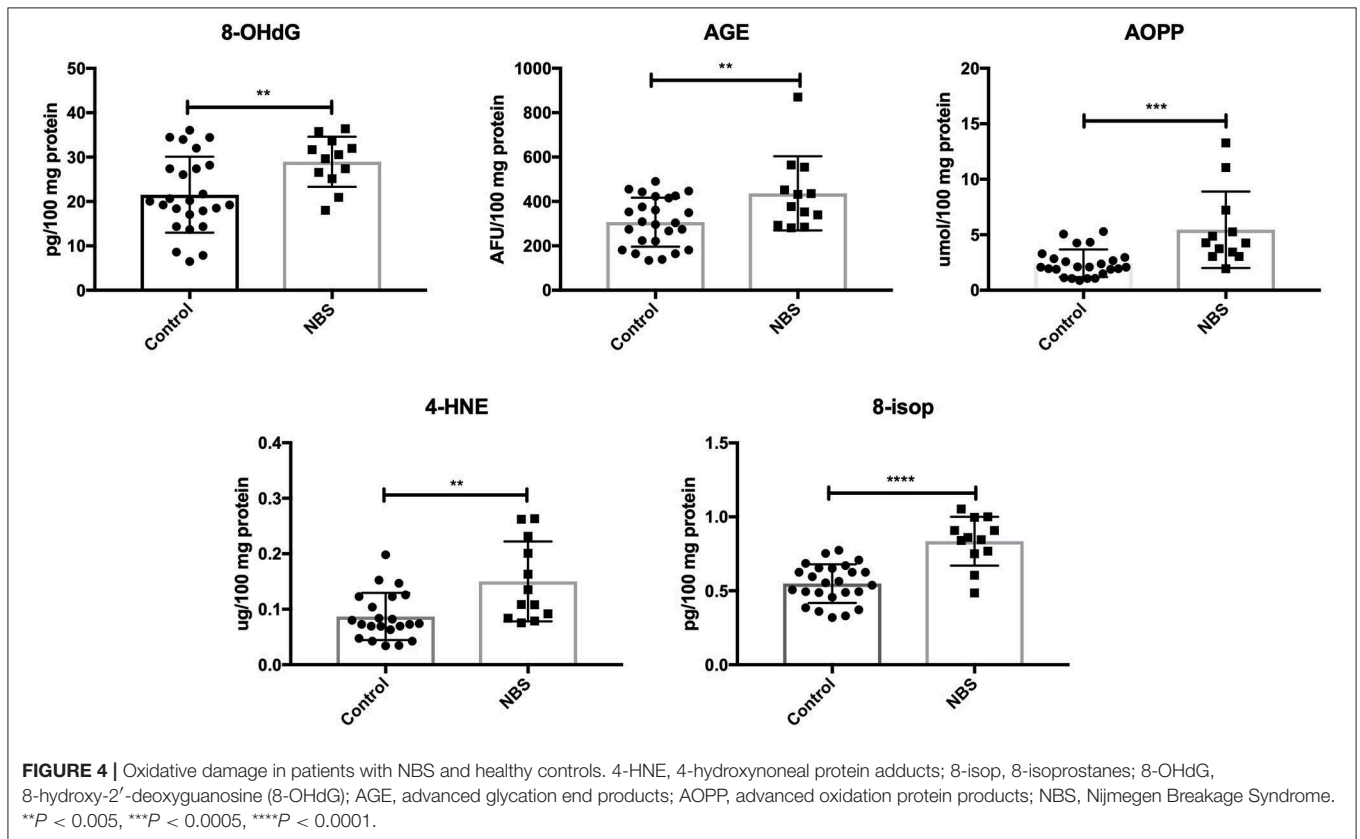 8-OHdG
AGE
AOPP
pg/100 mg protein
50
40
30
20
10
0
**
Control
NBS
AFU/100 mg protein
1000
800
600
400
200
0
**
Control
NBS
umol/100 mg protein
20
15
10
5
0
***
Control
NBS
4-HNE
8-isop
ug/100 mg protein
0.4
0.3
0.2
0.1
0.0
**
Control
NBS
pg/100 mg protein
1.5
1.0
0.5
0.0
****
Control
NBS
FIGURE 4 | Oxidative damage in patients with NBS and healthy controls. 4-HNE, 4-hydroxynoneal protein adducts; 8-isop, 8-isoprostanes; 8-OHdG,
8-hydroxy-2′-deoxyguanosine (8-OHdG); AGE, advanced glycation end products; AOPP, advanced oxidation protein products; NBS, Nijmegen Breakage Syndrome.
**P < 0.005, ***P < 0.0005, ****P < 0.0001.